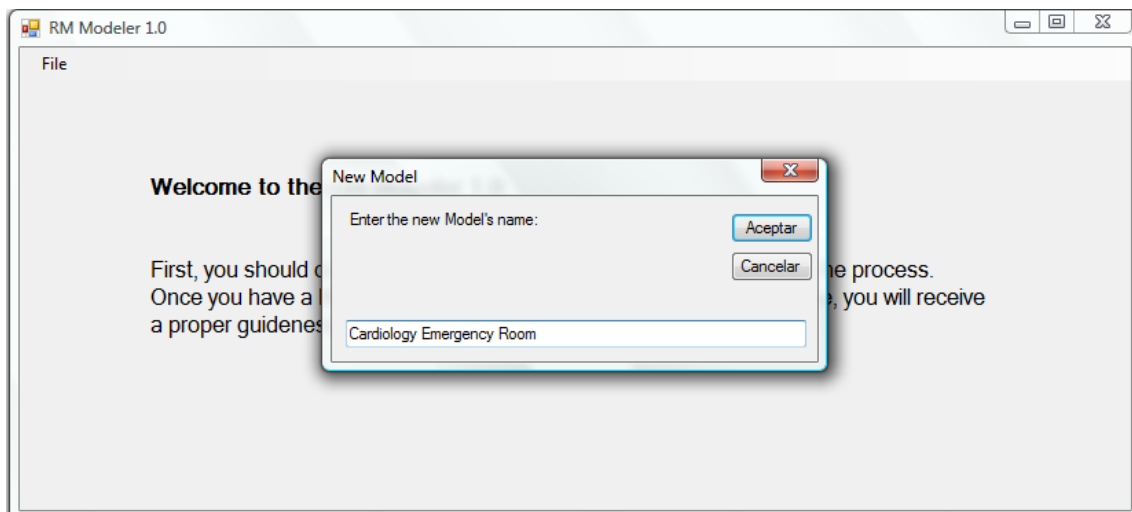 RM Modeler 1.0
File
Welcome to the
New Model
Enter the new Model's name:
Aceptar
Cancelar
Cardiology Emergency Room
First, you should he process.
Once you have a , you will receive
a proper guidenes